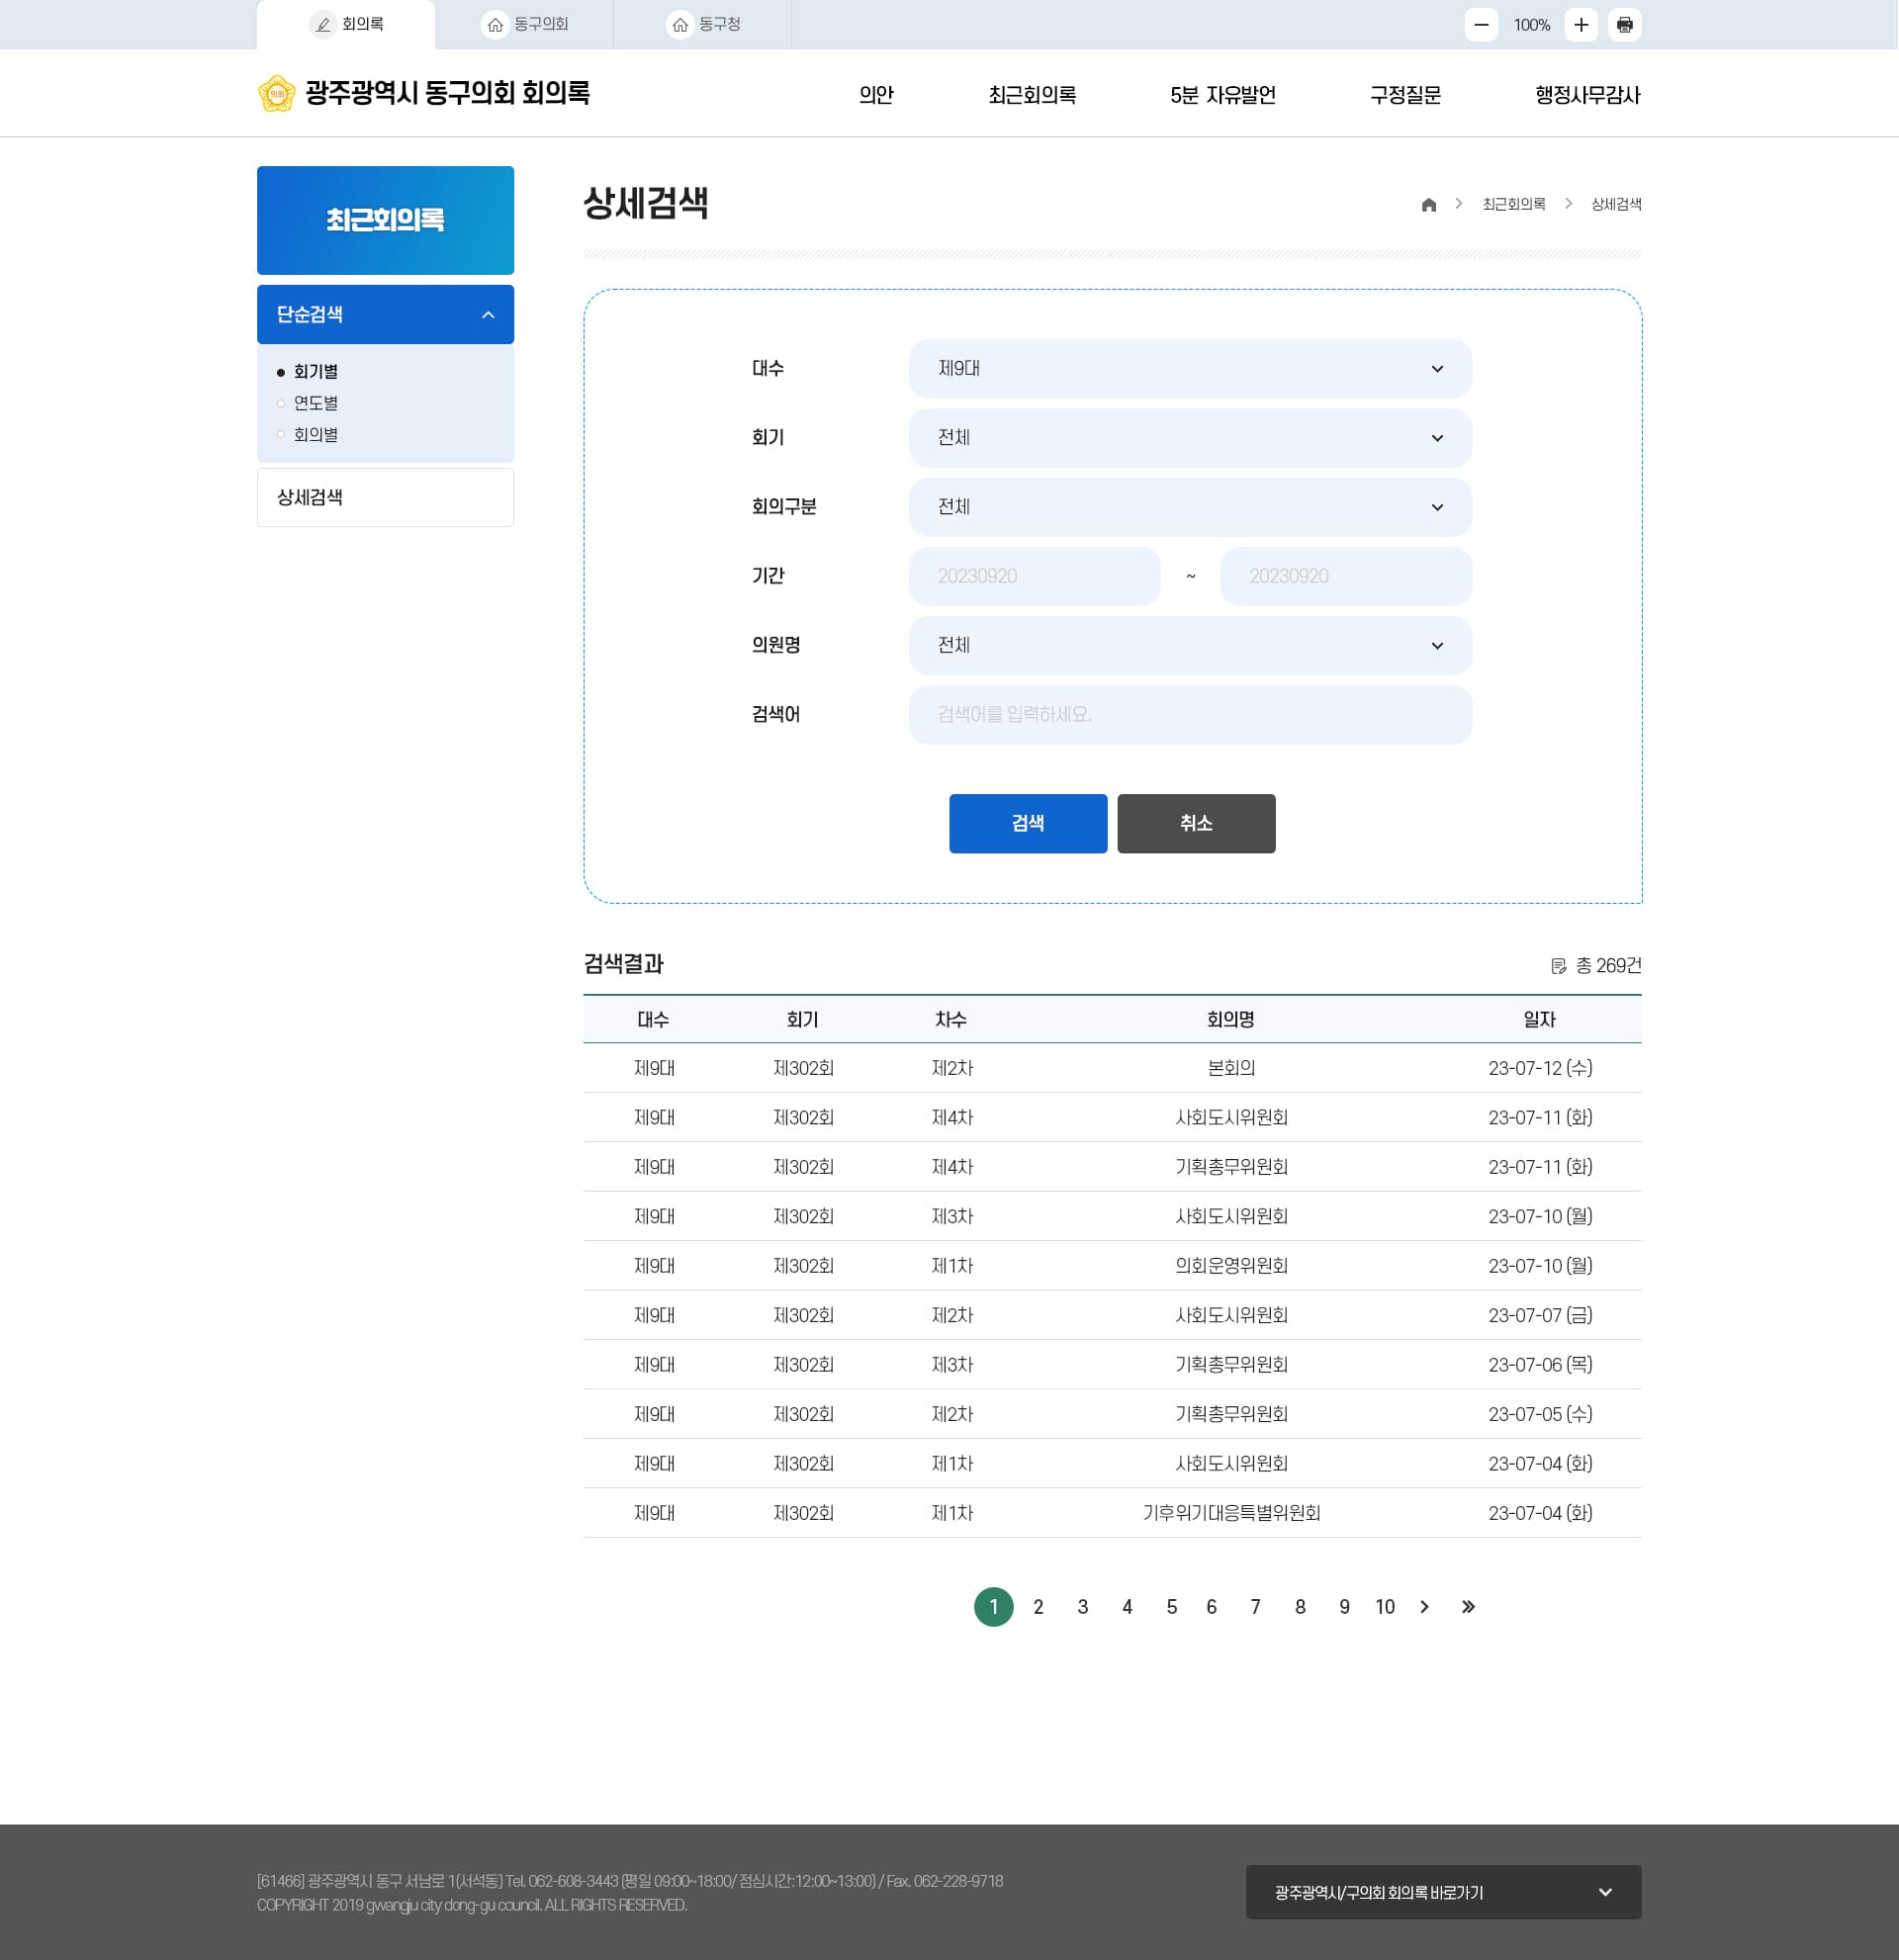 회의록 동구의회 동구청 100%
의회 광주광역시 동구의회 회의록 의안 최근회의록 5분 자유발언 구정질문 행정사무감사
최근회의록
단순검색
회기별
연도별
회의별
상세검색
상세검색
최근회의록 상세검색
대수 제9대
회기 전체
회의구분 전체
기간 20230920 ~ 20230920
의원명 전체
검색어 검색어를 입력하세요.
검색 취소
검색결과 총 269건
대수 회기 차수 회의명 일자
제9대 제302회 제2차 본회의 23-07-12 (수)
제9대 제302회 제4차 사회도시위원회 23-07-11 (화)
제9대 제302회 제4차 기획총무위원회 23-07-11 (화)
제9대 제302회 제3차 사회도시위원회 23-07-10 (월)
제9대 제302회 제1차 의회운영위원회 23-07-10 (월)
제9대 제302회 제2차 사회도시위원회 23-07-07 (금)
제9대 제302회 제3차 기획총무위원회 23-07-06 (목)
제9대 제302회 제2차 기획총무위원회 23-07-05 (수)
제9대 제302회 제1차 사회도시위원회 23-07-04 (화)
제9대 제302회 제1차 기후위기대응특별위원회 23-07-04 (화)
1 2 3 4 5 6 7 8 9 10
[61466] 광주광역시 동구 서남로 1(서석동) Tel. 062-608-3443 (평일 09:00~18:00/ 점심시간:12:00~13:00) / Fax. 062-228-9718
COPYRIGHT 2019 gwangju city dong-gu council. ALL RIGHTS RESERVED.
광주광역시/구의회 회의록 바로가기